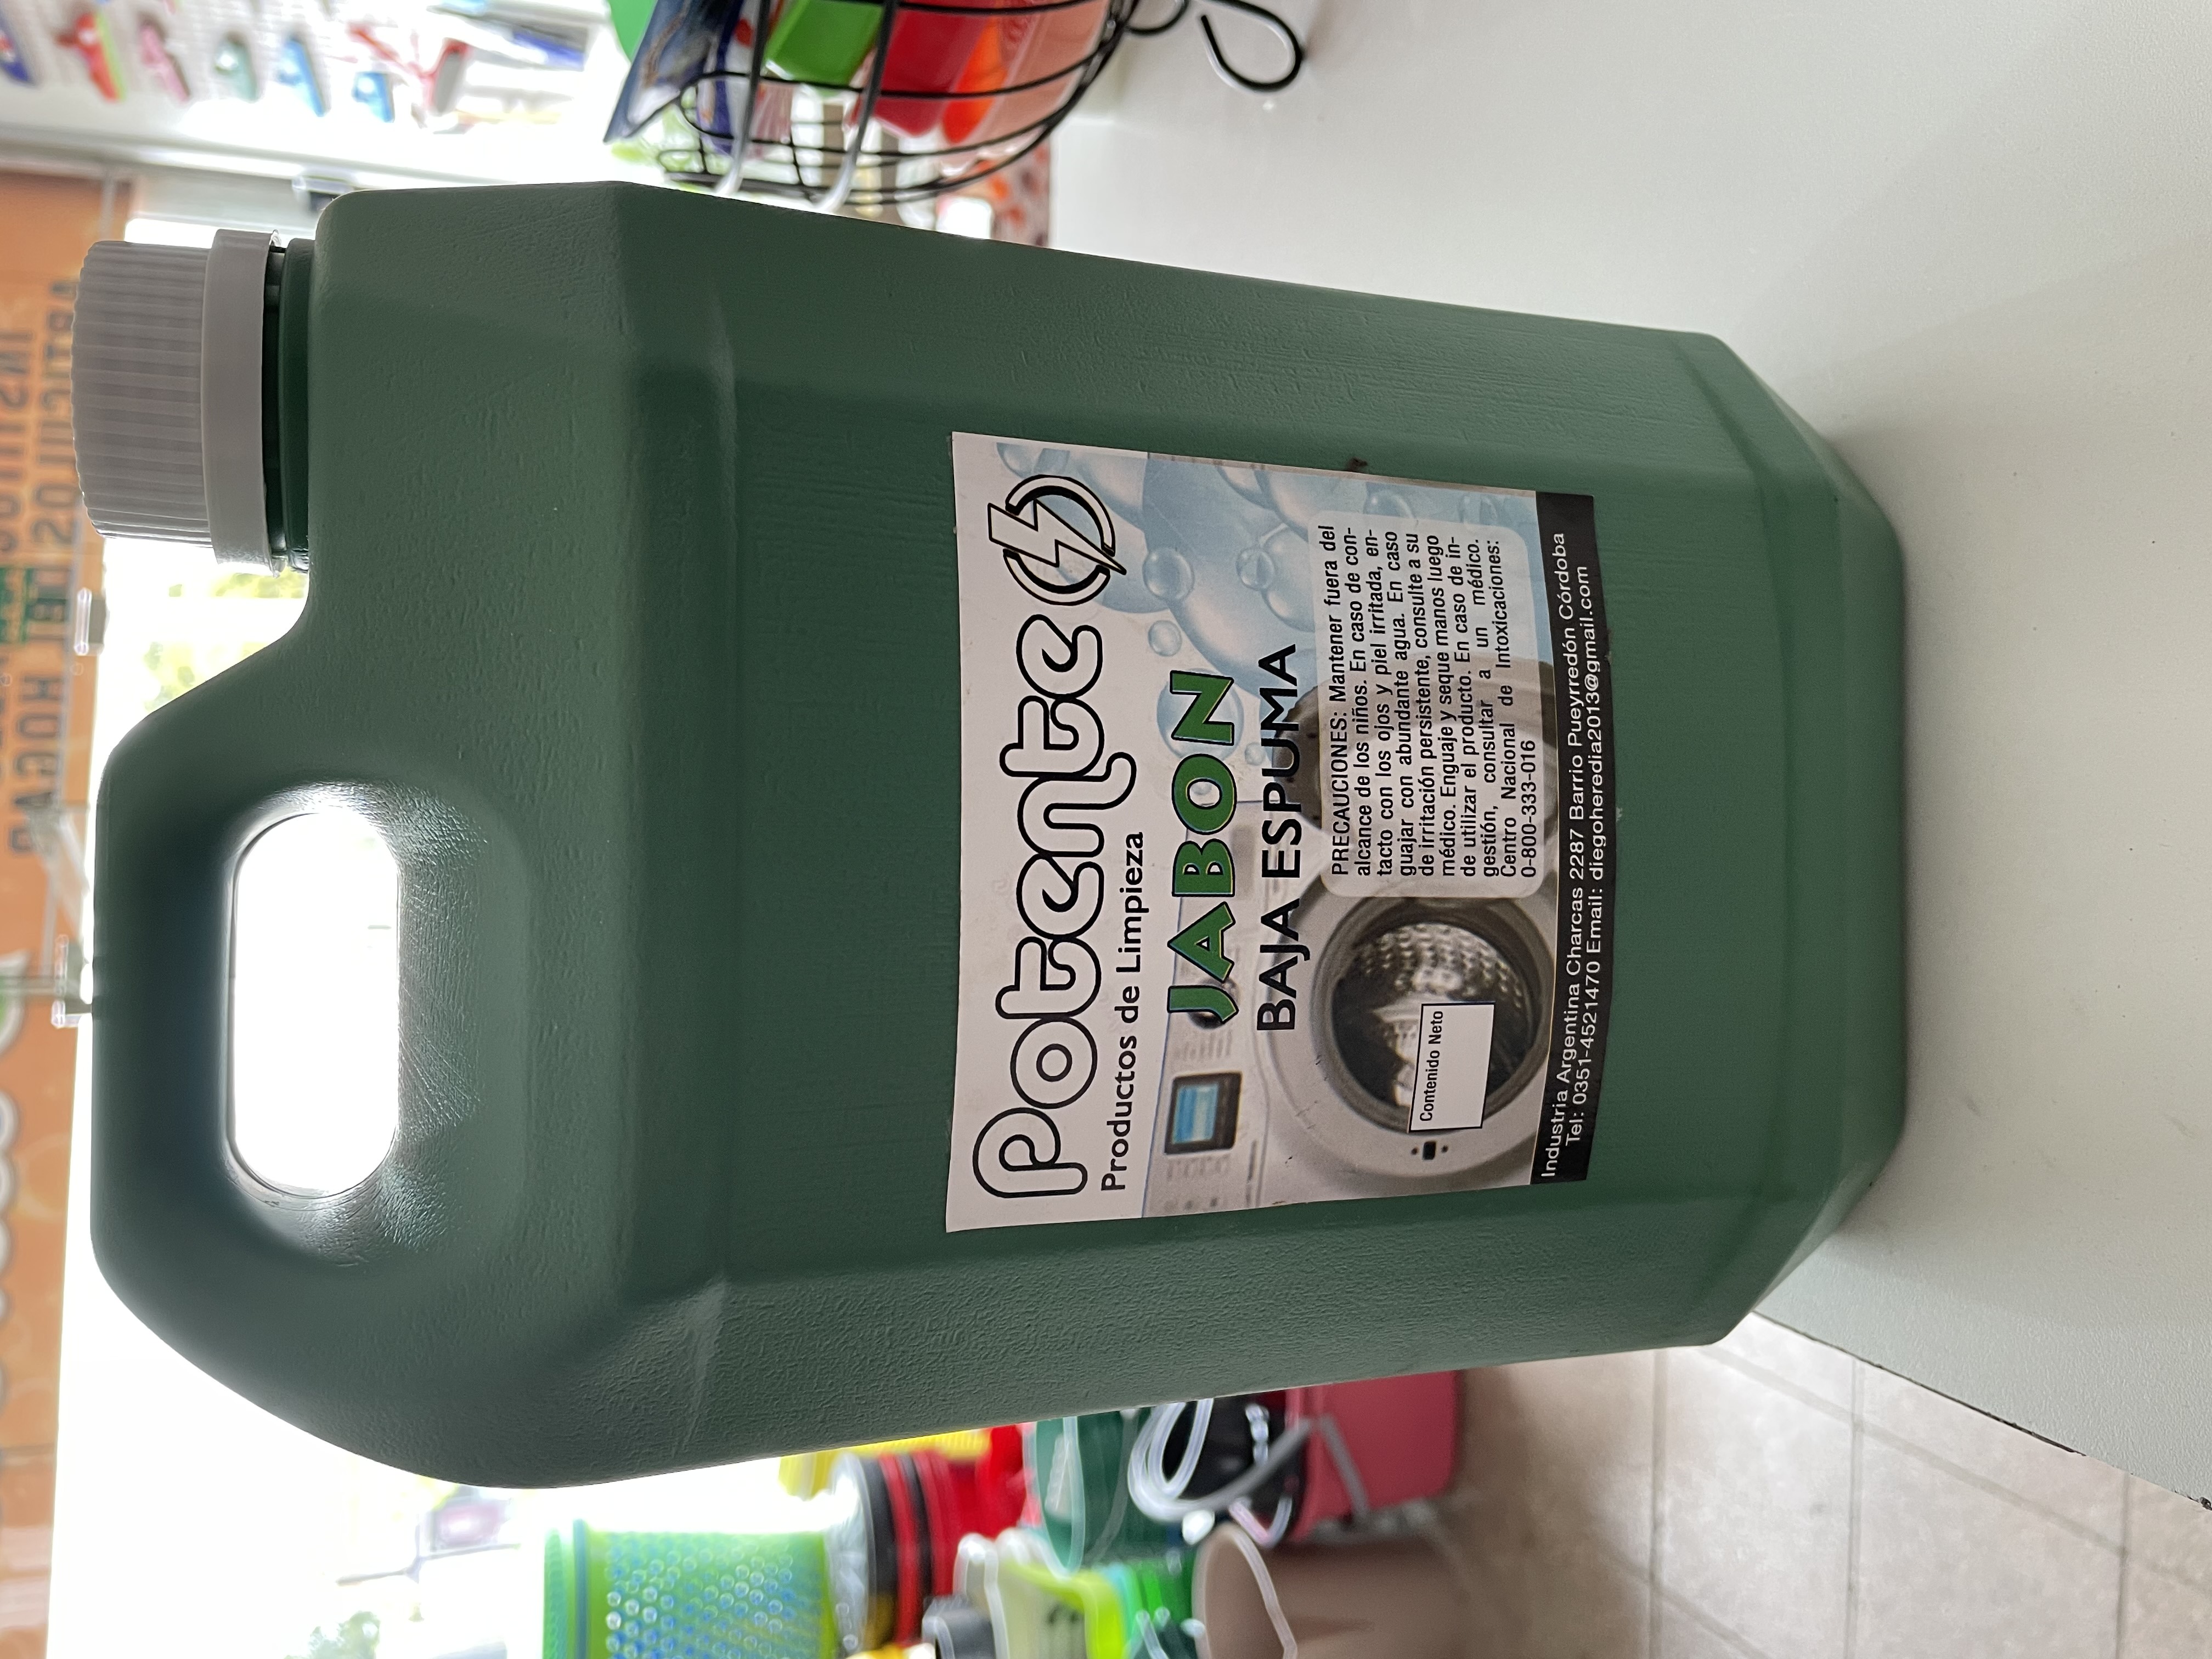 ARTICULOS DEL HOGAR
Potente
Productos de Limpieza
JABON
BAJA ESPUMA
PRECAUCIONES: Mantener fuera del
alcance de los niños. En caso de con-
tacto con los ojos y piel irritada, en-
guajar con abundante agua. En caso
de irritación persistente, consulte a su
médico. Enguaje y seque manos luego
de utilizar el producto. En caso de in-
gestión, consultar a un médico.
Centro Nacional de Intoxicaciones:
0-800-333-016
Contenido Neto
Industria Argentina Charcas 2287 Barrio Pueyrredón Córdoba
Tel: 0351-4521470 Email: diegoheredia2013@gmail.com